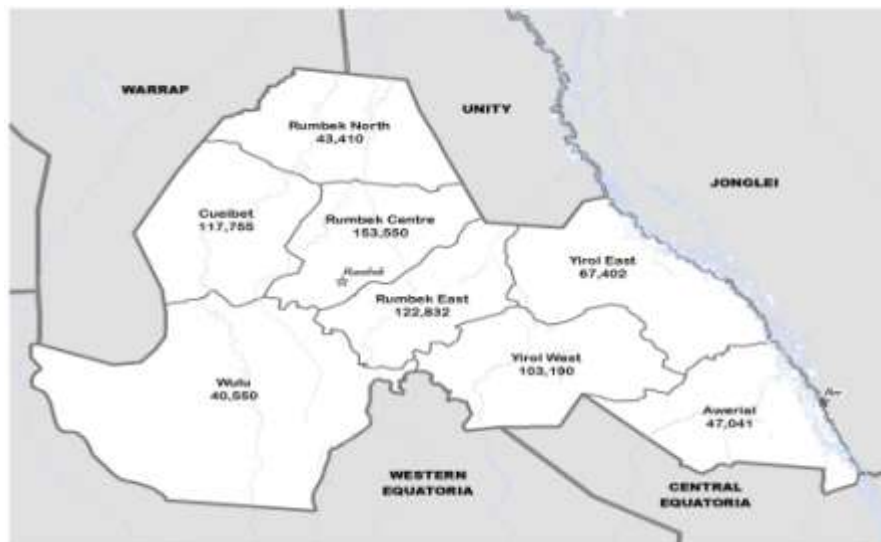 WARRAP
UNITY
JONGLEI
Rumbek North
43,410
Cueibet
117,755
Rumbek Centre
153,550
Rumbek
Yirol East
67,402
Rumbek East
122,832
Yirol West
103,190
Wulu
40,550
Bor
Awerial
47,041
WESTERN
EQUATORIA
CENTRAL
EQUATORIA